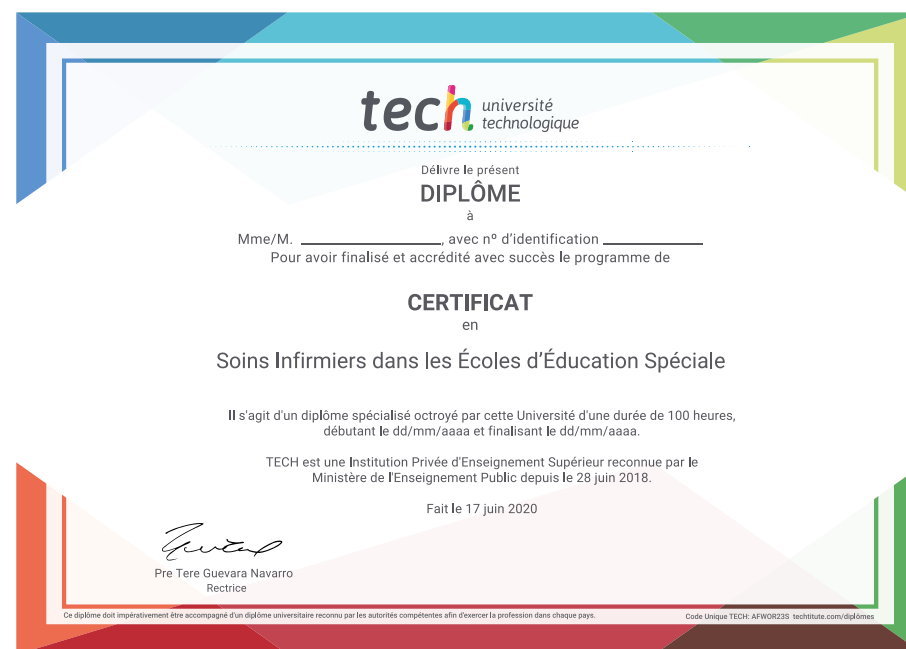 tech université
technologique
Délivre le présent
DIPLÔME
à
Mme/M. ____________________, avec nº d'identification ______________
Pour avoir finalisé et accrédité avec succès le programme de
CERTIFICAT
en
Soins Infirmiers dans les Écoles d'Éducation Spéciale
Il s'agit d'un diplôme spécialisé octroyé par cette Université d'une durée de 100 heures,
débutant le dd/mm/aaaa et finalisant le dd/mm/aaaa.
TECH est une Institution Privée d'Enseignement Supérieur reconnue par le
Ministère de l'Enseignement Public depuis le 28 juin 2018.
Fait le 17 juin 2020
Pre Tere Guevara Navarro
Rectrice
Ce diplôme doit impérativement être accompagné d'un diplôme universitaire reconnu par les autorités compétentes afin d'exercer la profession dans chaque pays.
Code Unique TECH: AFWOR23S techtitute.com/diplômes